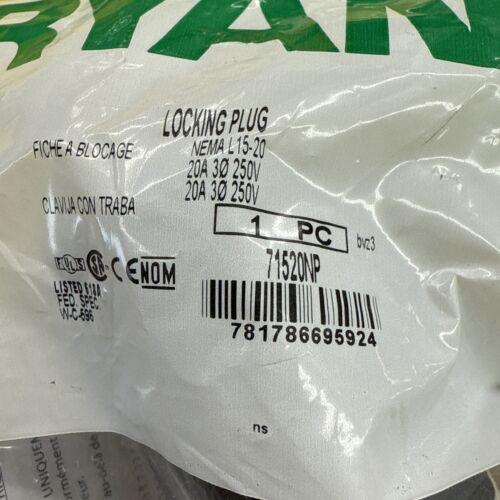 RYAN
LOCKING PLUG
NEMA L15-20
FICHE A BLOCAGE
20A 3Ø 250V
20A 3Ø 250V
CLAVIJA CON TRABA
1 PC
bvz3
71520NP
CE NOM
LISTED 618A
FED. SPEC.
W-C-596
781786695924
ns
UNIQUEN